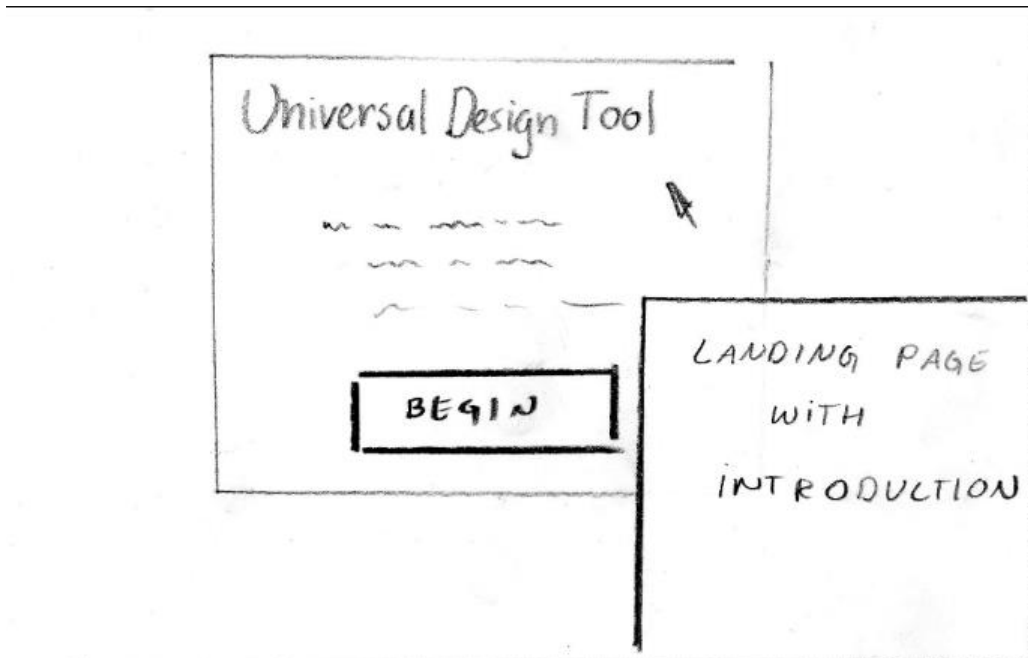 Universal Design Tool
BEGIN
LANDING PAGE
WITH
INTRODUCTION